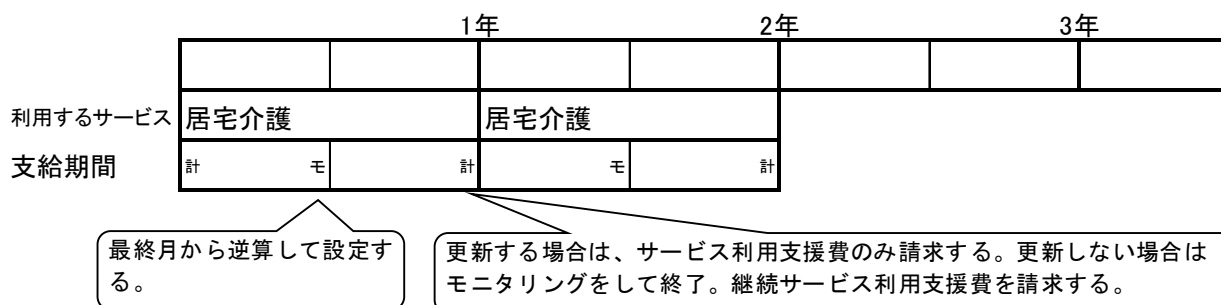 1年 2年 3年
利用するサービス 居宅介護 居宅介護
支給期間 計 モ 計 モ 計
最終月から逆算して設定す
る。
更新する場合は、サービス利用支援費のみ請求する。更新しない場合は
モニタリングをして終了。継続サービス利用支援費を請求する。